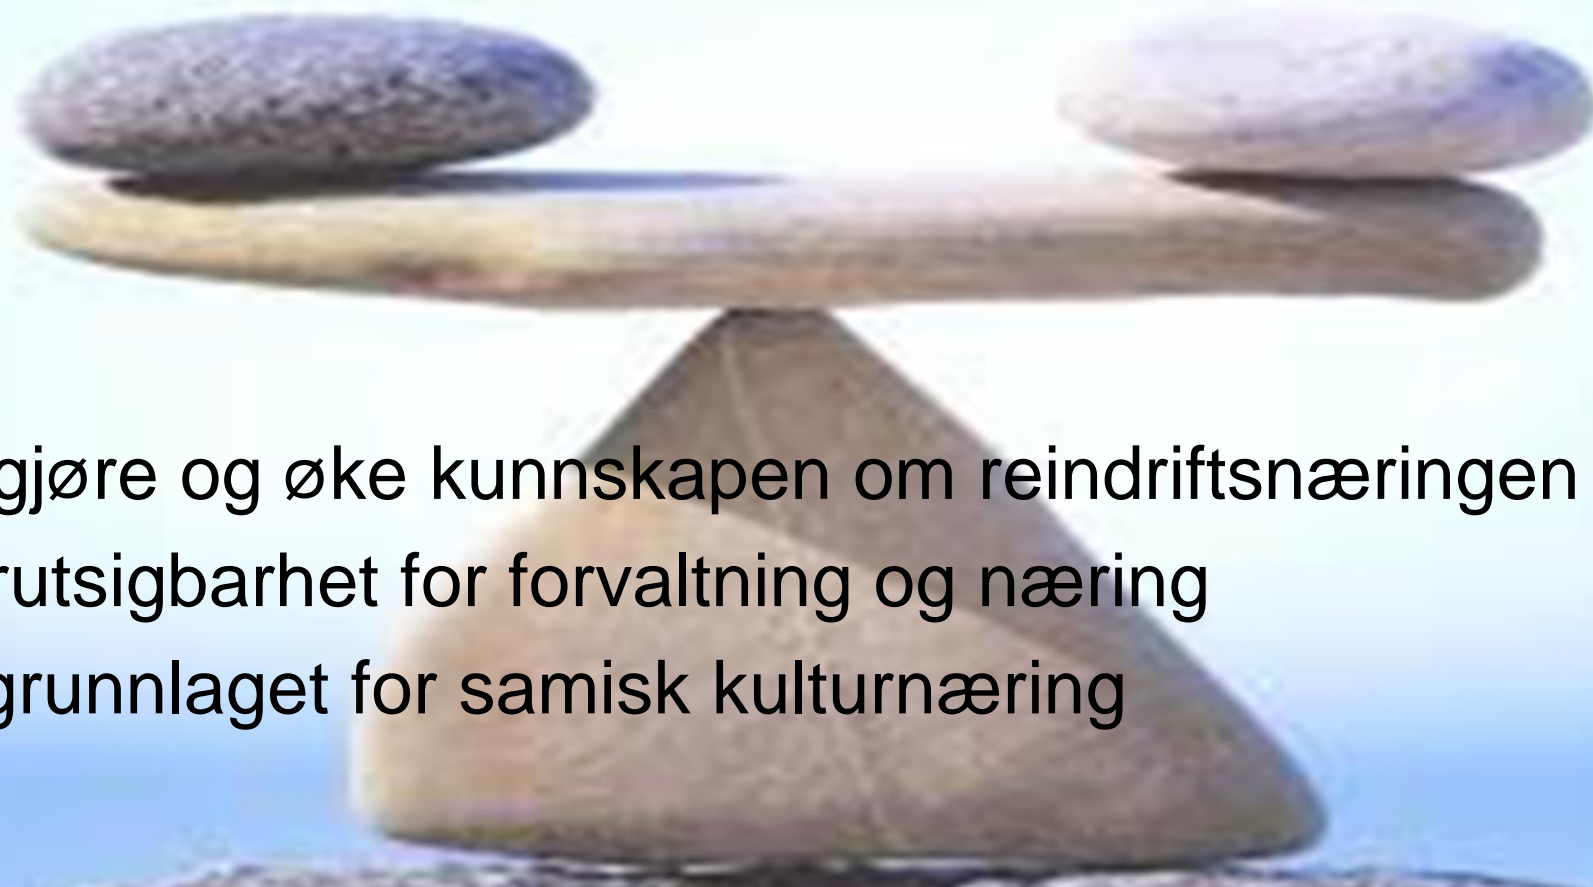 gjøre og øke kunnskapen om reindriftsnæringen
rutsigbarhet for forvaltning og næring
grunnlaget for samisk kulturnæring